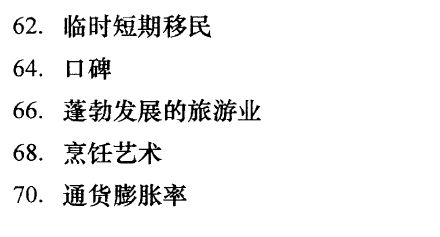 62. 临时短期移民
64. 口碑
66. 蓬勃发展的旅游业
68. 烹饪艺术
70. 通货膨胀率